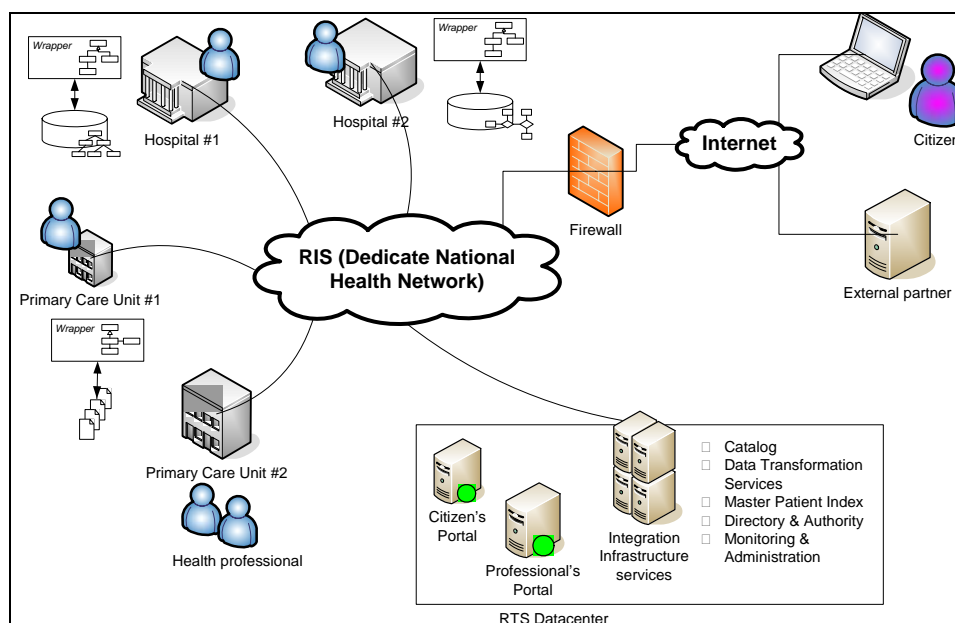 Wrapper
Hospital #1
Wrapper
Hospital #2
Internet
Citizen
Firewall
RIS (Dedicate National
Health Network)
External partner
Primary Care Unit #1
Wrapper
Primary Care Unit #2
Health professional
Citizen's
Portal
Professional's
Portal
Integration
Infrastructure
services
Catalog
Data Transformation
Services
Master Patient Index
Directory & Authority
Monitoring &
Administration
RTS Datacenter